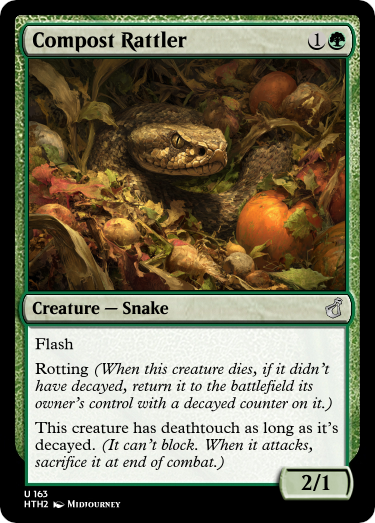 Compost Rattler 1
Creature — Snake
Flash
Rotting (When this creature dies, if it didn't
have decayed, return it to the battlefield its
owner's control with a decayed counter on it.)
This creature has deathtouch as long as it's
decayed. (It can't block. When it attacks,
sacrifice it at end of combat.)
2/1
U 163
HTH2 Midjourney